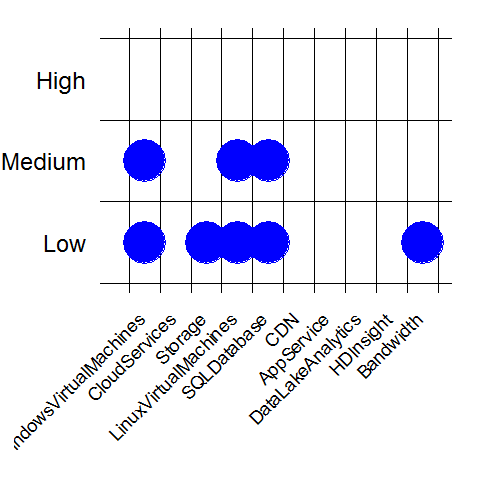 High
Medium
Low
ndowsVirtualMachines
CloudServices
Storage
LinuxVirtualMachines
SQLDatabase
CDN
AppService
DataLakeAnalytics
HDInsight
Bandwidth